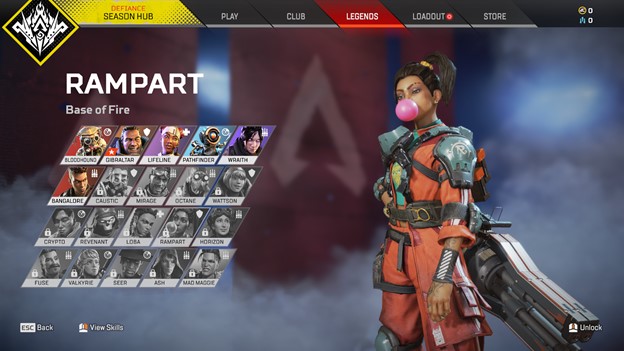 DEFIANCE
SEASON HUB
PLAY
CLUB
LEGENDS
LOADOUT
STORE
0
0
RAMPART
Base of Fire
BLOODHOUND GIBRALTAR LIFELINE PATHFINDER WRAITH
BANGALORE CAUSTIC MIRAGE OCTANE WATTSON
CRYPTO REVENANT LOBA RAMPART HORIZON
FUSE VALKYRIE SEER ASH MAD MAGGIE
ESC Back
View Skills
Unlock